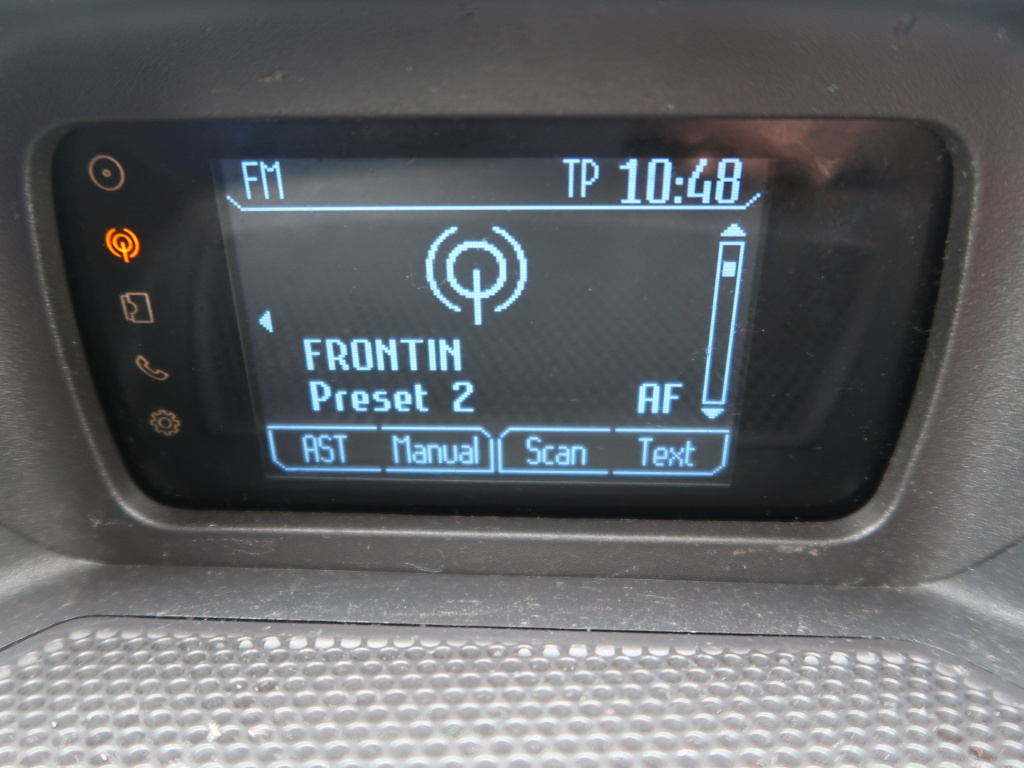 FM TP 10:48
FRONTIN
Preset 2 AF
AST Manual Scan Text